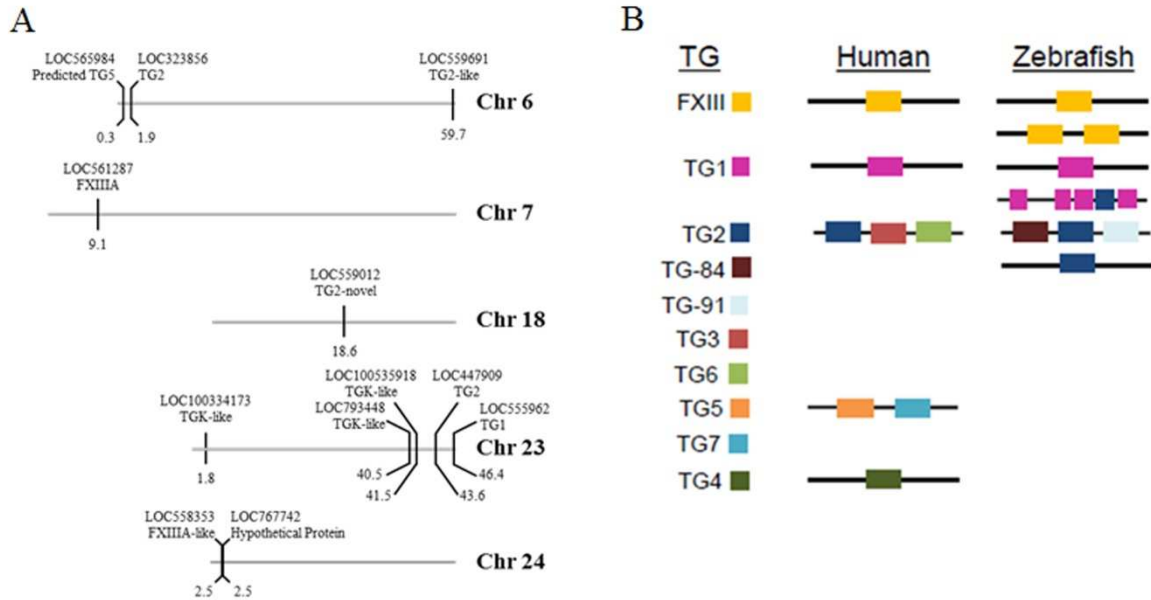 A
LOC565984
Predicted TG5
LOC323856
TG2
LOC559691
TG2-like
Chr 6
0.3
1.9
59.7
LOC561287
FXIIIA
Chr 7
9.1
LOC559012
TG2-novel
Chr 18
18.6
LOC100334173
TGK-like
LOC100535918
TGK-like
LOC793448
TGK-like
LOC447909
TG2
LOC555962
TG1
Chr 23
1.8
40.5
41.5
46.4
43.6
LOC558353
FXIIIA-like
LOC767742
Hypothetical Protein
Chr 24
2.5
2.5
B
TG
Human
Zebrafish
FXIII
TG1
TG2
TG-84
TG-91
TG3
TG6
TG5
TG7
TG4